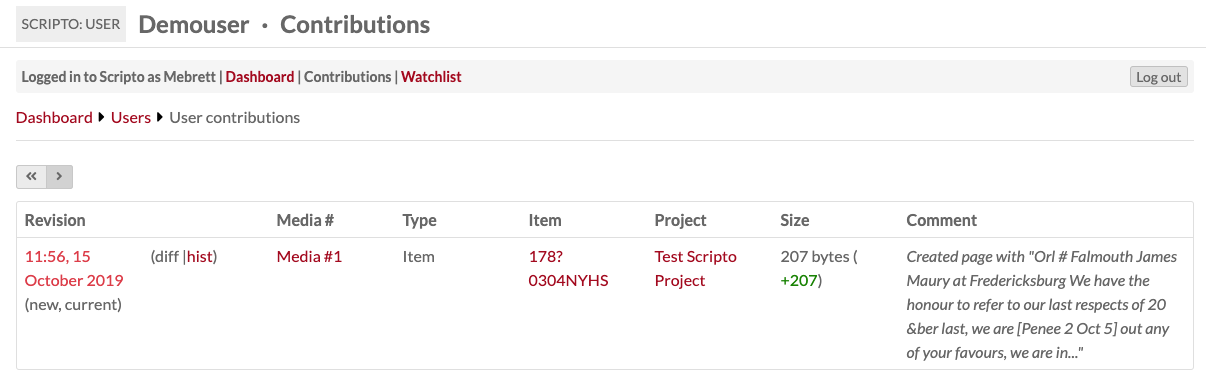 SCRIPTO: USER Demouser · Contributions
Logged in to Scripto as Mebrett | Dashboard | Contributions | Watchlist Log out
Dashboard Users User contributions
« ›
Revision Media # Type Item Project Size Comment
11:56, 15 October 2019 (new, current)
(diff |hist)
Media #1
Item
178?
0304NYHS
Test Scripto
Project
207 bytes (
+207)
Created page with "Orl # Falmouth James
Maury at Fredericksburg We have the
honour to refer to our last respects of 20
&ber last, we are [Penee 2 Oct 5] out any
of your favours, we are in..."